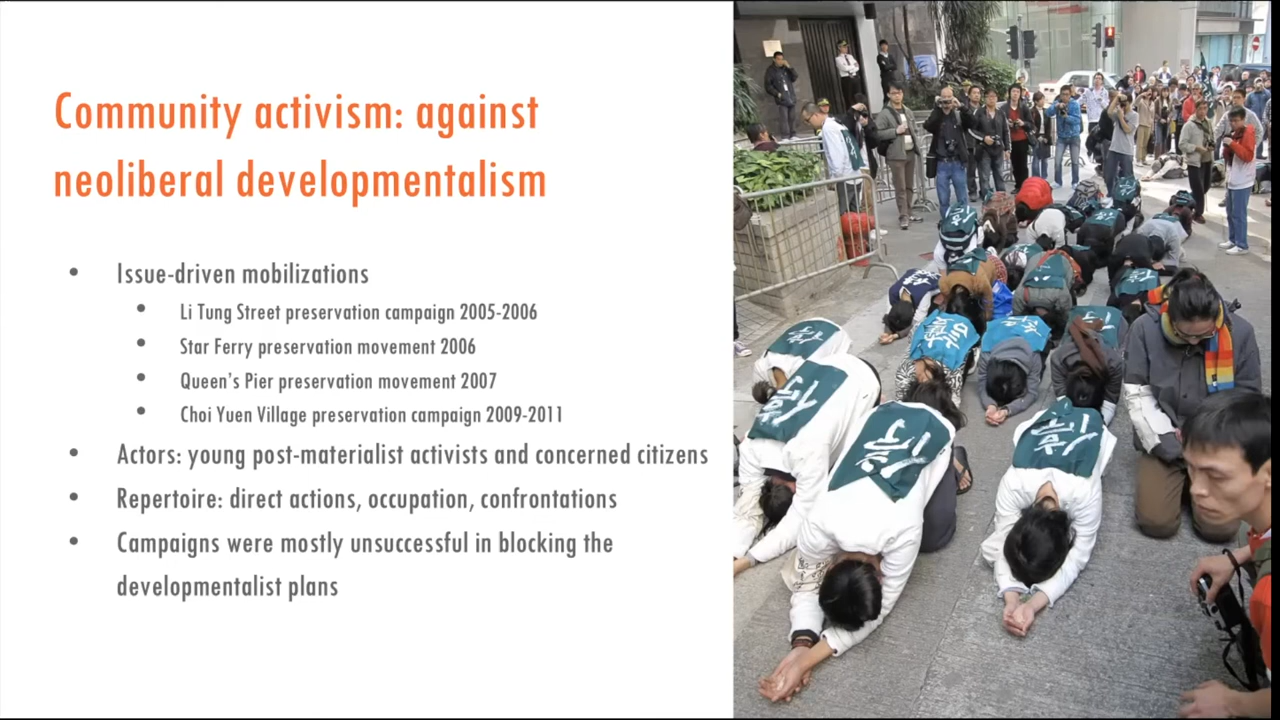 Community activism: against
neoliberal developmentalism
• Issue-driven mobilizations
• Li Tung Street preservation campaign 2005-2006
• Star Ferry preservation movement 2006
• Queen's Pier preservation movement 2007
• Choi Yuen Village preservation campaign 2009-2011
• Actors: young post-materialist activists and concerned citizens
• Repertoire: direct actions, occupation, confrontations
• Campaigns were mostly unsuccessful in blocking the
developmentalist plans